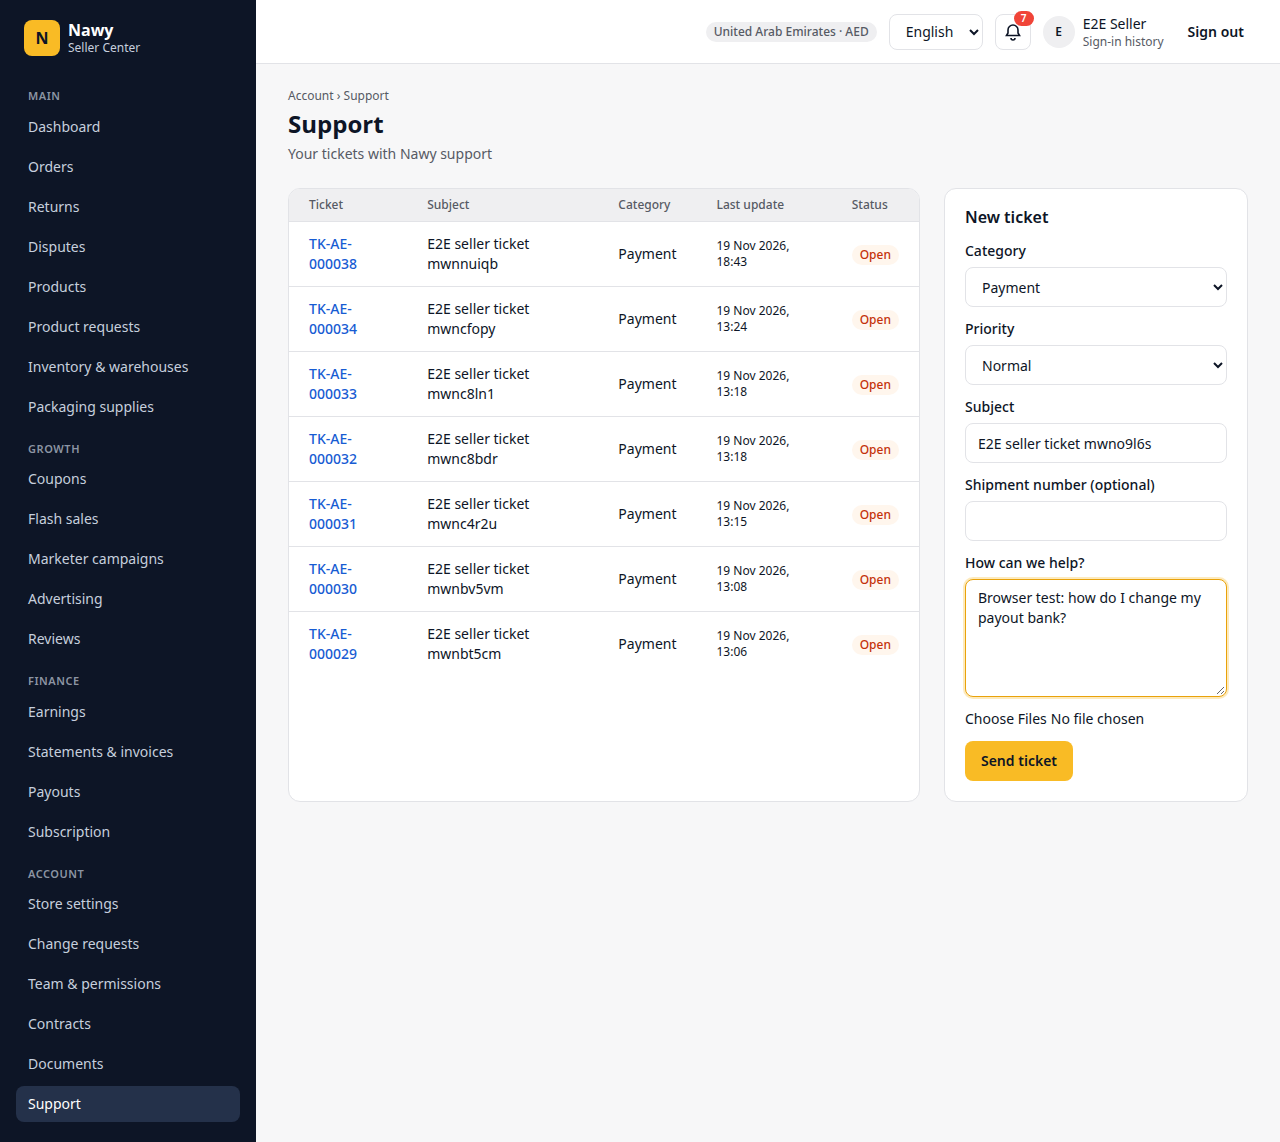 N
Nawy
Seller Center
MAIN
Dashboard
Orders
Returns
Disputes
Products
Product requests
Inventory & warehouses
Packaging supplies
GROWTH
Coupons
Flash sales
Marketer campaigns
Advertising
Reviews
FINANCE
Earnings
Statements & invoices
Payouts
Subscription
ACCOUNT
Store settings
Change requests
Team & permissions
Contracts
Documents
Support
United Arab Emirates · AED
English
7
E
E2E Seller
Sign-in history
Sign out
Account › Support
Support
Your tickets with Nawy support
Ticket Subject Category Last update Status
TK-AE-
000038
E2E seller ticket
mwnnuiqb
Payment
19 Nov 2026,
18:43
Open
TK-AE-
000034
E2E seller ticket
mwncfopy
Payment
19 Nov 2026,
13:24
Open
TK-AE-
000033
E2E seller ticket
mwnc8ln1
Payment
19 Nov 2026,
13:18
Open
TK-AE-
000032
E2E seller ticket
mwnc8bdr
Payment
19 Nov 2026,
13:18
Open
TK-AE-
000031
E2E seller ticket
mwnc4r2u
Payment
19 Nov 2026,
13:15
Open
TK-AE-
000030
E2E seller ticket
mwnbv5vm
Payment
19 Nov 2026,
13:08
Open
TK-AE-
000029
E2E seller ticket
mwnbt5cm
Payment
19 Nov 2026,
13:06
Open
New ticket
Category
Payment
Priority
Normal
Subject
E2E seller ticket mwno9l6s
Shipment number (optional)
How can we help?
Browser test: how do I change my
payout bank?
Choose Files No file chosen
Send ticket